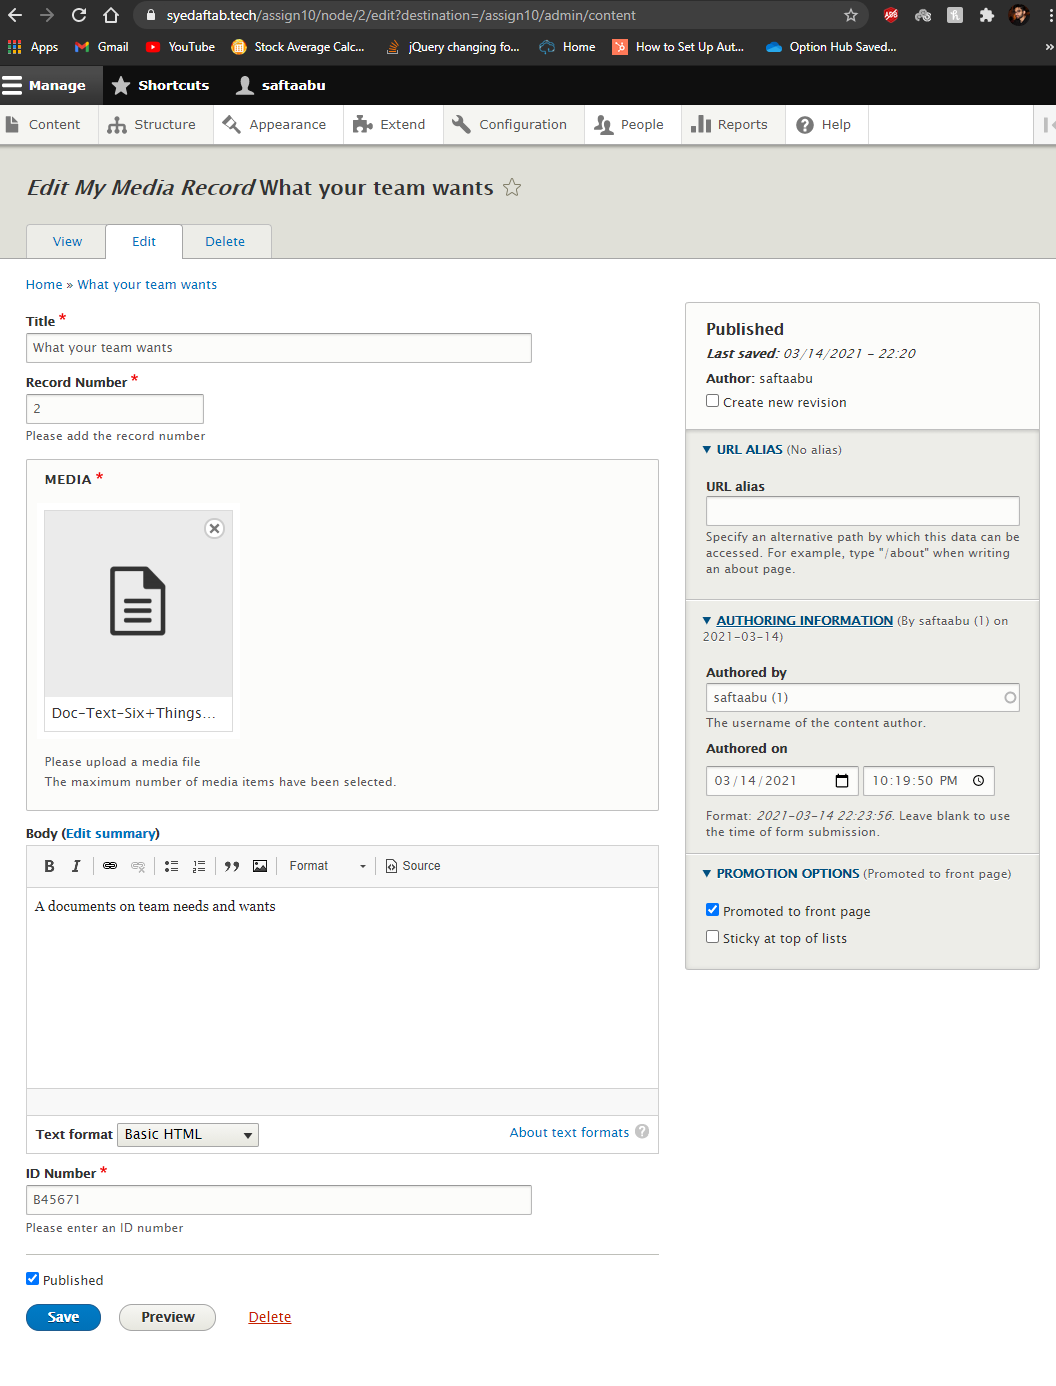 syedaftab.tech/assign10/node/2/edit?destination=/assign10/admin/content
Apps Gmail YouTube Stock Average Calc... jQuery changing fo... Home How to Set Up Aut... Option Hub Saved... »
Manage Shortcuts saftaabu
Content Structure Appearance Extend Configuration People Reports Help
Edit My Media Record What your team wants
View Edit Delete
Home » What your team wants
Title *
What your team wants
Record Number *
2
Please add the record number
MEDIA *
Doc-Text-Six+Things...
Please upload a media file
The maximum number of media items have been selected.
Body (Edit summary)
B I Format Source
A documents on team needs and wants
Text format Basic HTML About text formats ?
ID Number *
B45671
Please enter an ID number
Published
Save Preview Delete
Published
Last saved: 03/14/2021 - 22:20
Author: saftaabu
Create new revision
URL ALIAS (No alias)
URL alias
Specify an alternative path by which this data can be
accessed. For example, type "/about" when writing
an about page.
AUTHORING INFORMATION (By saftaabu (1) on
2021-03-14)
Authored by
saftaabu (1)
The username of the content author.
Authored on
03/14/2021 10:19:50 PM
Format: 2021-03-14 22:23:56. Leave blank to use
the time of form submission.
PROMOTION OPTIONS (Promoted to front page)
Promoted to front page
Sticky at top of lists